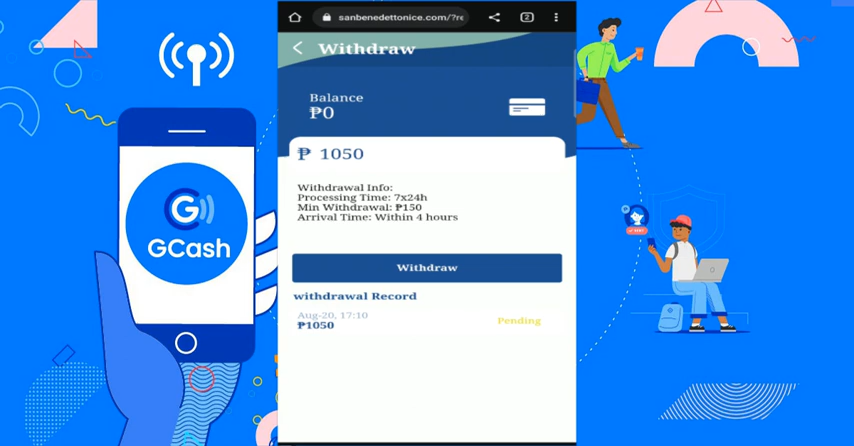 sanbenedettonice.com/?re
2
Withdraw
Balance
₱0
₱ 1050
Withdrawal Info:
Processing Time: 7x24h
Min Withdrawal: ₱150
Arrival Time: Within 4 hours
Withdraw
withdrawal Record
Aug-20, 17:10
₱1050
Pending
G
GCash